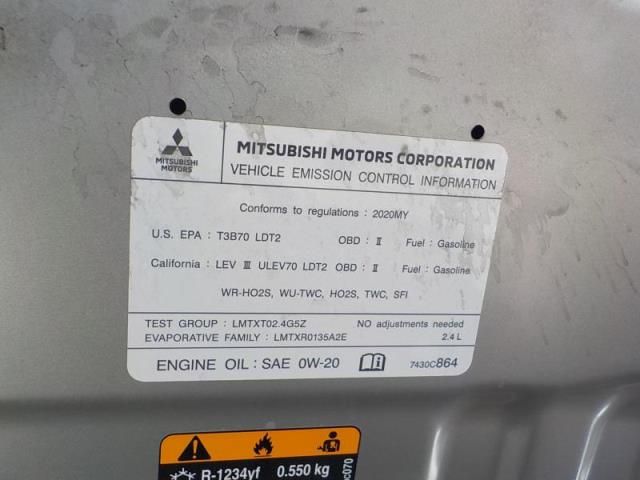 MITSUBISHI
MOTORS
MITSUBISHI MOTORS CORPORATION
VEHICLE EMISSION CONTROL INFORMATION
Conforms to regulations : 2020MY
U.S. EPA : T3B70 LDT2 OBD : II Fuel : Gasoline
California : LEV III ULEV70 LDT2 OBD : II Fuel : Gasoline
WR-HO2S, WU-TWC, HO2S, TWC, SFI
TEST GROUP : LMTXT02.4G5Z NO adjustments needed
EVAPORATIVE FAMILY : LMTXR0135A2E 2.4 L
ENGINE OIL : SAE 0W-20 7430C864
R-1234yf 0.550 kg